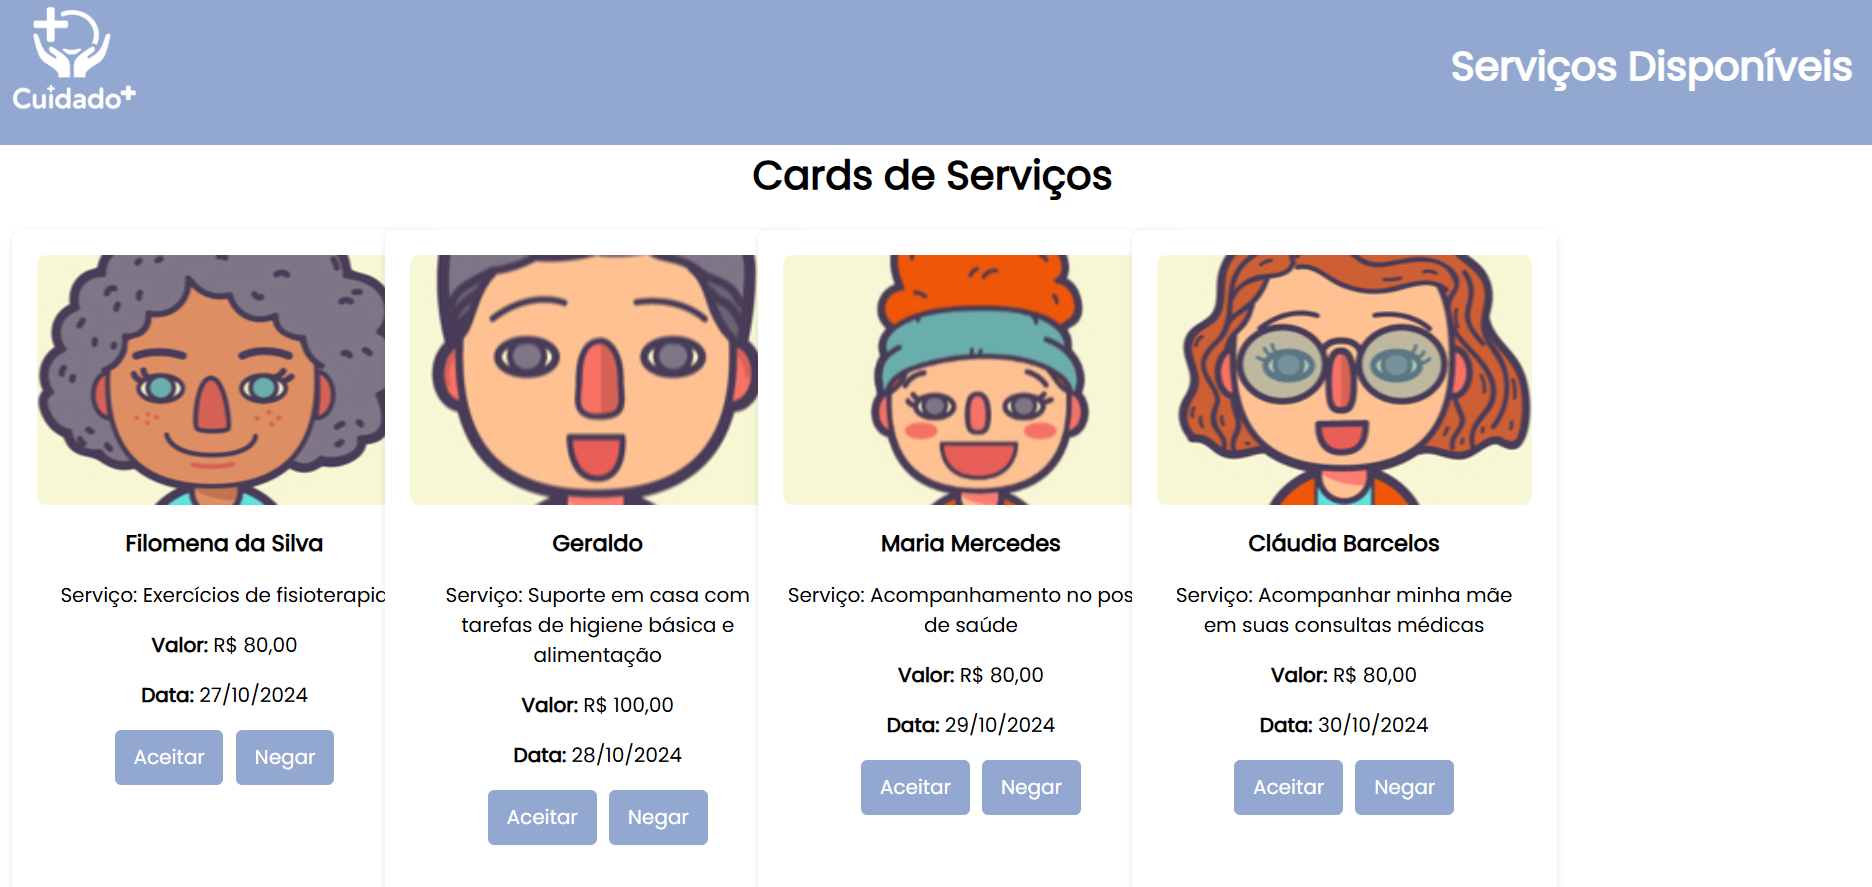 Cuidado+
Serviços Disponíveis
Cards de Serviços
Filomena da Silva
Serviço: Exercícios de fisioterapia
Valor: R$ 80,00
Data: 27/10/2024
Aceitar Negar
Geraldo
Serviço: Suporte em casa com
tarefas de higiene básica e
alimentação
Valor: R$ 100,00
Data: 28/10/2024
Aceitar Negar
Maria Mercedes
Serviço: Acompanhamento no pos
de saúde
Valor: R$ 80,00
Data: 29/10/2024
Aceitar Negar
Cláudia Barcelos
Serviço: Acompanhar minha mãe
em suas consultas médicas
Valor: R$ 80,00
Data: 30/10/2024
Aceitar Negar